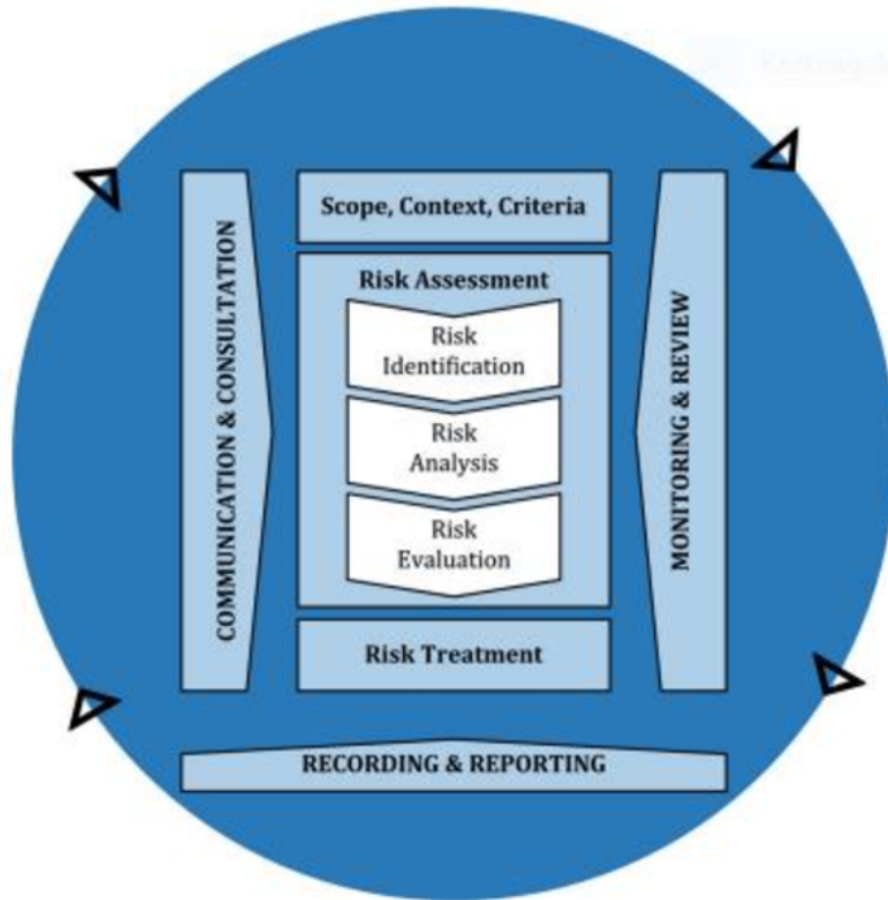 Scope, Context, Criteria
COMMUNICATION & CONSULTATION
Risk Assessment
Risk
Identification
Risk
Analysis
Risk
Evaluation
MONITORING & REVIEW
Risk Treatment
RECORDING & REPORTING